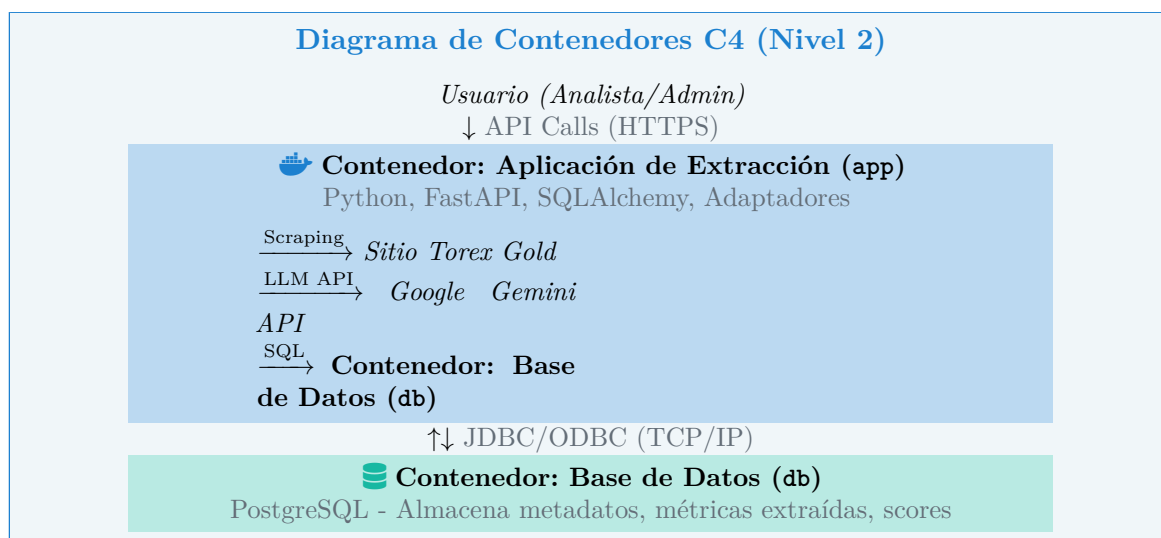 Diagrama de Contenedores C4 (Nivel 2)
Usuario (Analista/Admin)
↓ API Calls (HTTPS)
Contenedor: Aplicación de Extracción (app)
Python, FastAPI, SQLAlchemy, Adaptadores
Scraping
Sitio Torex Gold
LLM API
Google Gemini
API
SQL
Contenedor: Base
de Datos (db)
↑↓ JDBC/ODBC (TCP/IP)
Contenedor: Base de Datos (db)
PostgreSQL - Almacena metadatos, métricas extraídas, scores